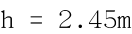 h = 2.45m